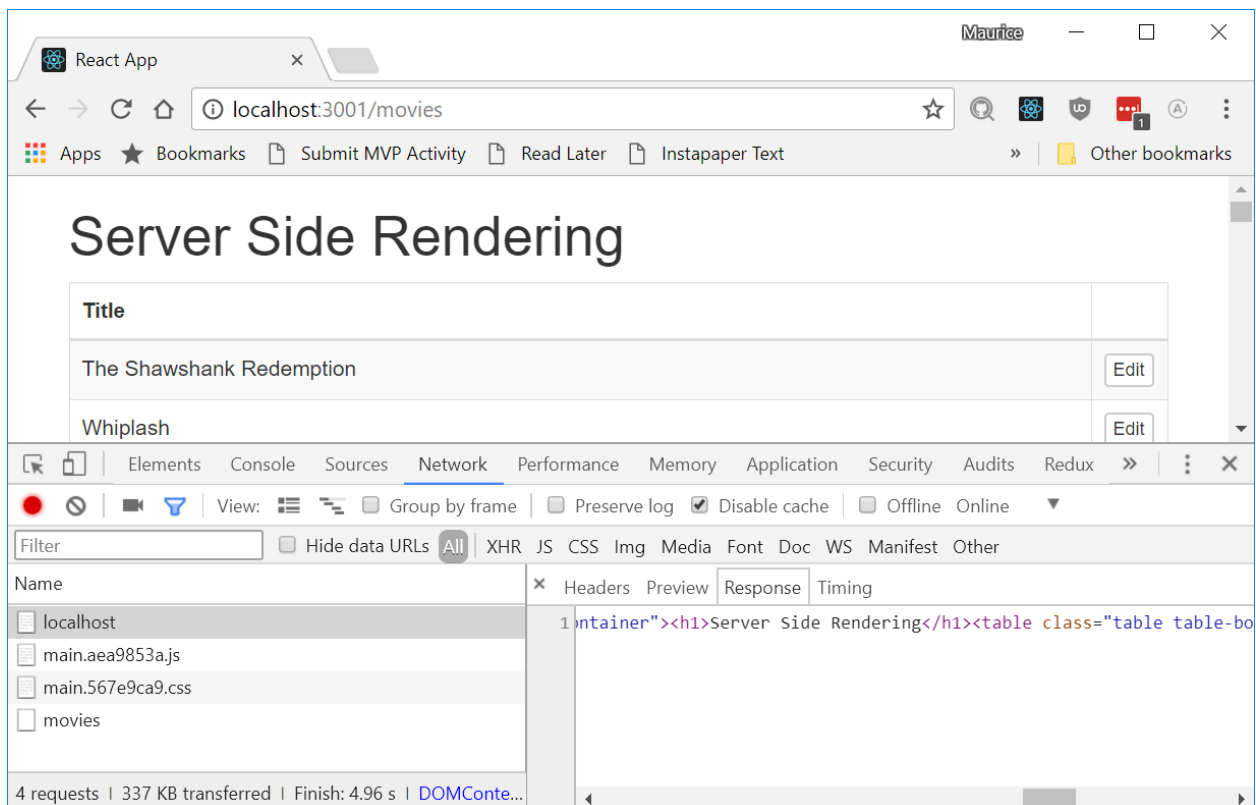 Maurice
React App
localhost:3001/movies
1
Apps Bookmarks Submit MVP Activity Read Later Instapaper Text » Other bookmarks
Server Side Rendering
Title
The Shawshank Redemption Edit
Whiplash Edit
Elements Console Sources Network Performance Memory Application Security Audits Redux »
View: Group by frame Preserve log Disable cache Offline Online
Filter Hide data URLs All XHR JS CSS Img Media Font Doc WS Manifest Other
Name Headers Preview Response Timing
localhost 1 ontainer"><h1>Server Side Rendering</h1><table class="table table-bo
main.aea9853a.js
main.567e9ca9.css
movies
4 requests | 337 KB transferred | Finish: 4.96 s | DOMConte...